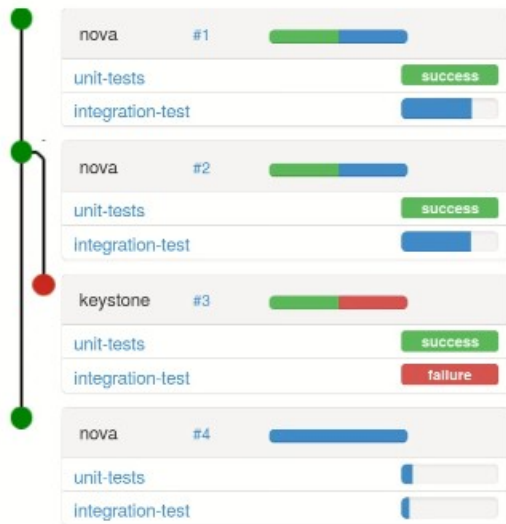 nova #1
unit-tests success
integration-test
nova #2
unit-tests success
integration-test
keystone #3
unit-tests success
integration-test failure
nova #4
unit-tests
integration-test